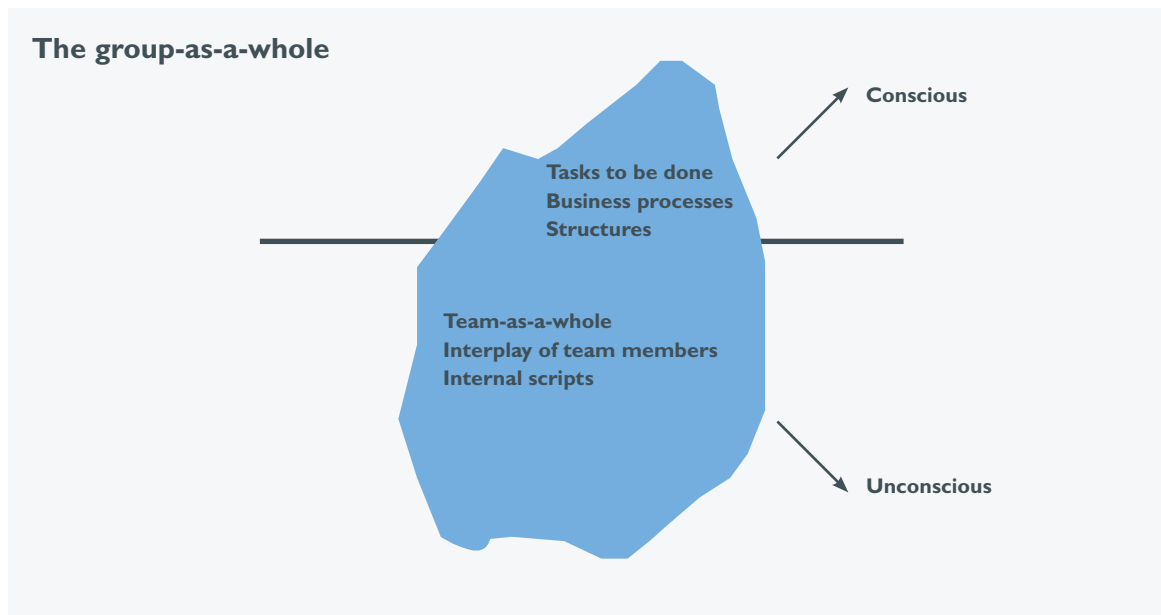 The group-as-a-whole
Conscious
Tasks to be done
Business processes
Structures
Team-as-a-whole
Interplay of team members
Internal scripts
Unconscious